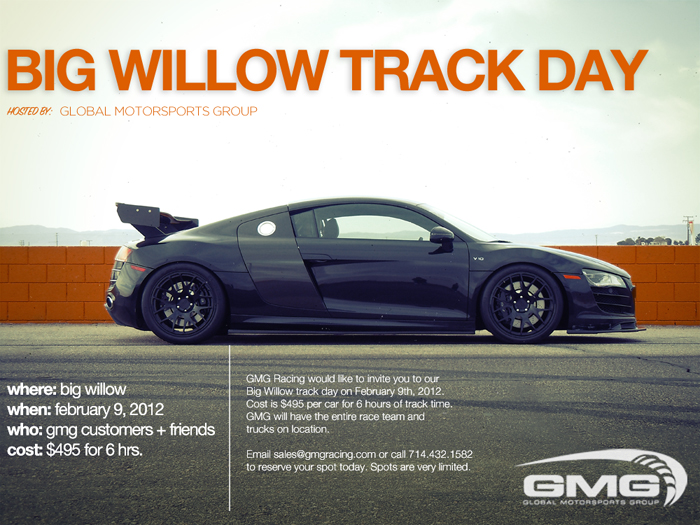 BIG WILLOW TRACK DAY
HOSTED BY: GLOBAL MOTORSPORTS GROUP
V10
where: big willow
when: february 9, 2012
who: gmg customers + friends
cost: $495 for 6 hrs.
GMG Racing would like to invite you to our
Big Willow track day on February 9th, 2012.
Cost is $495 per car for 6 hours of track time.
GMG will have the entire race team and
trucks on location.
Email sales@gmgracing.com or call 714.432.1582
to reserve your spot today. Spots are very limited.
GMG
GLOBAL MOTORSPORTS GROUP